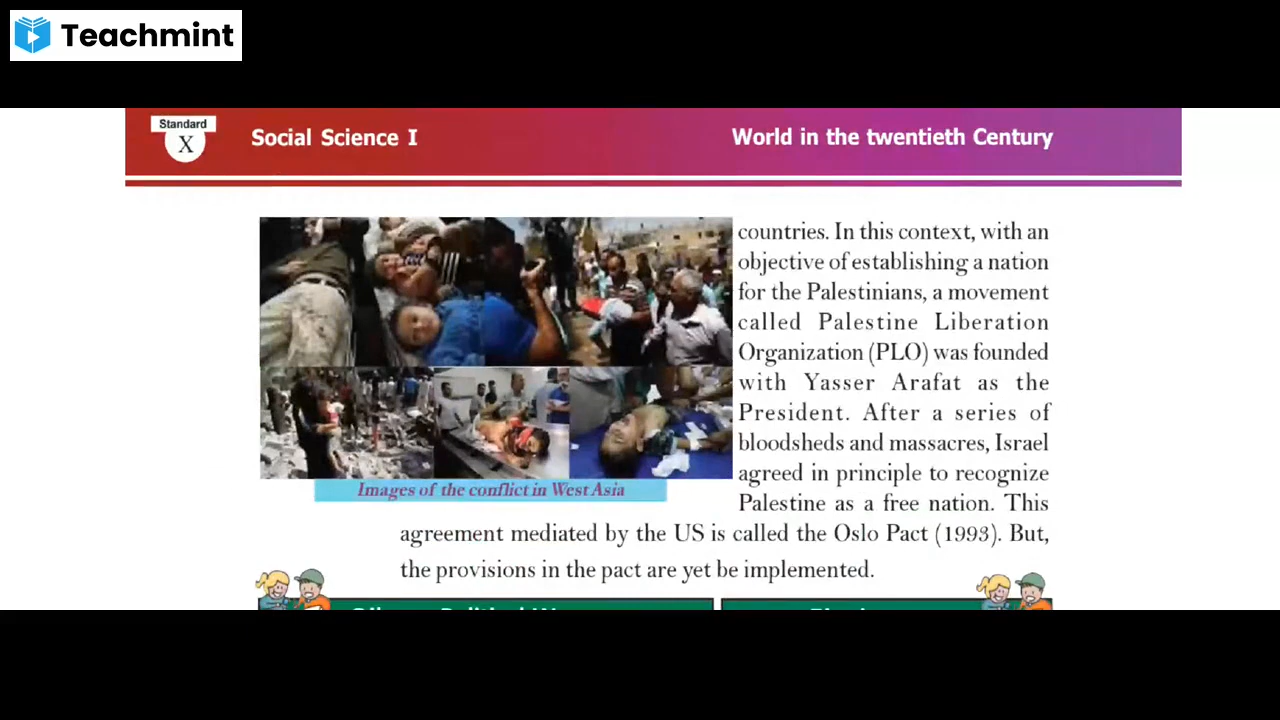 Teachmint
Standard
X
Social Science I
World in the twentieth Century
countries. In this context, with an
objective of establishing a nation
for the Palestinians, a movement
called Palestine Liberation
Organization (PLO) was founded
with Yasser Arafat as the
President. After a series of
bloodsheds and massacres, Israel
agreed in principle to recognize
Palestine as a free nation. This
Images of the conflict in West Asia
agreement mediated by the US is called the Oslo Pact (1993). But,
the provisions in the pact are yet be implemented.